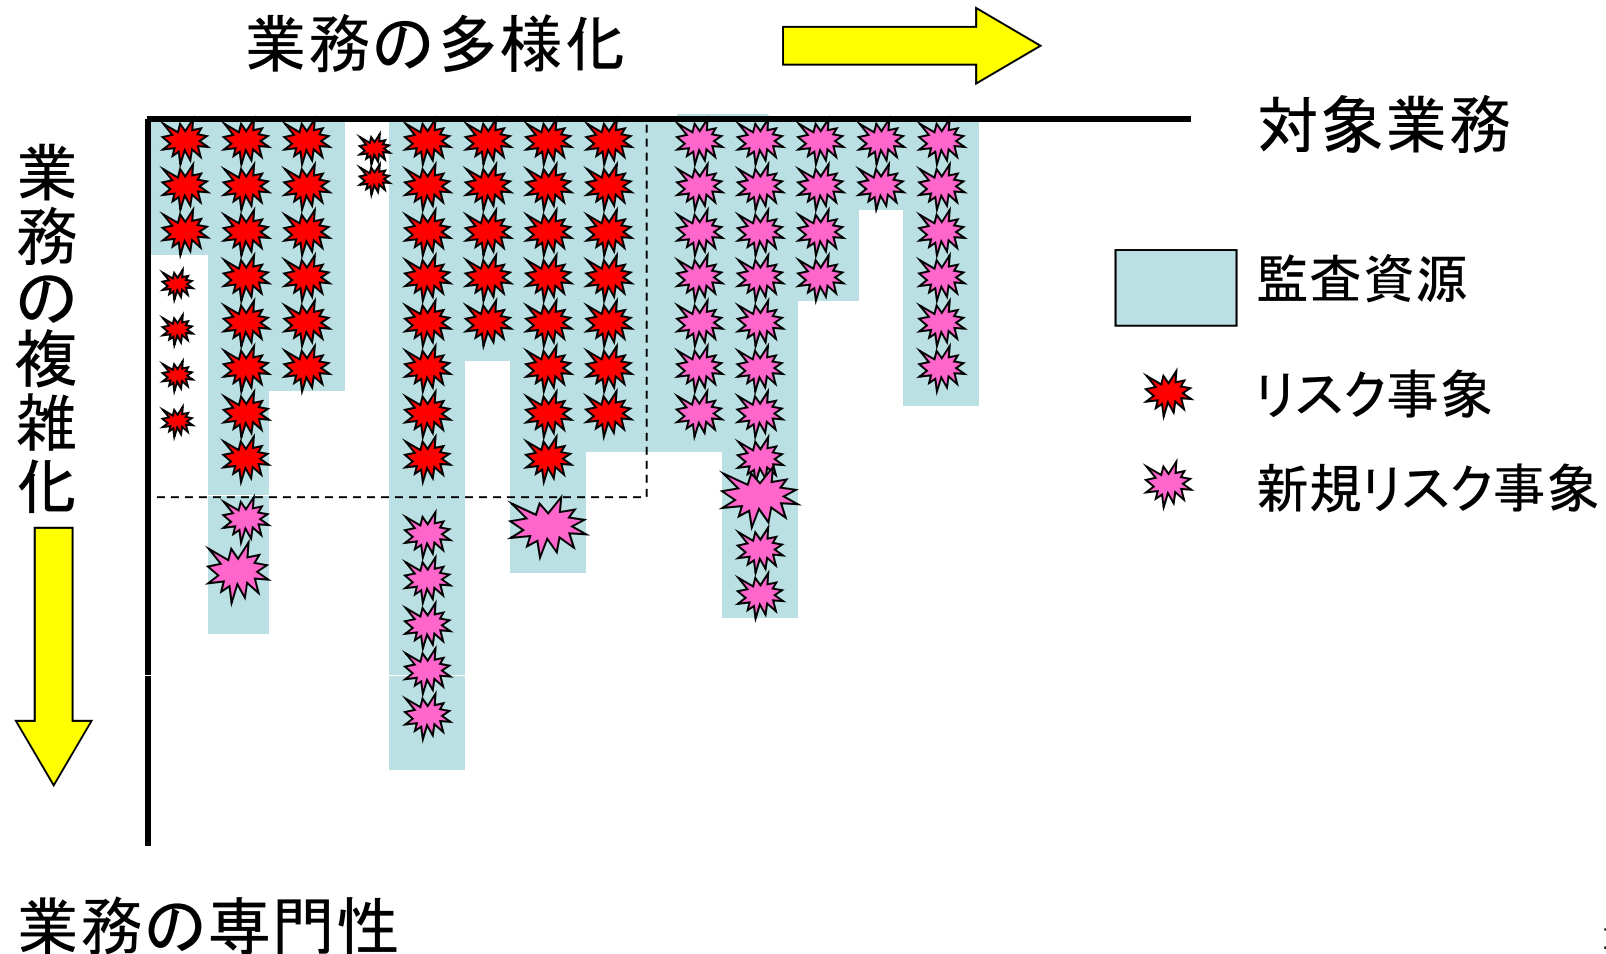 業務の多様化
対象業務
業務の複雑化
監査資源
リスク事象
新規リスク事象
業務の専門性